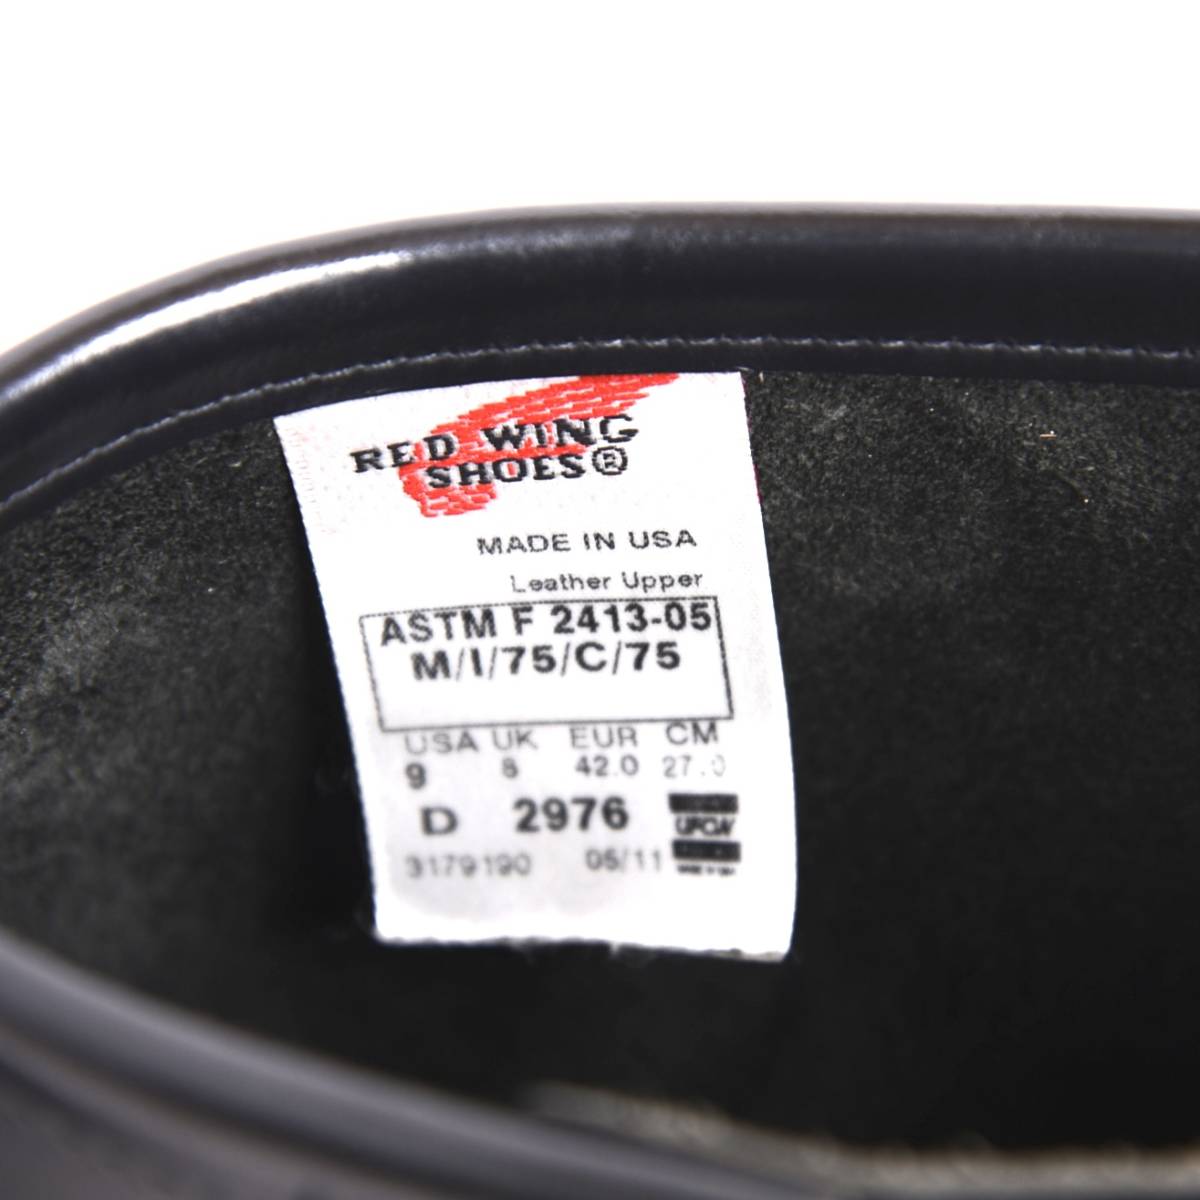 RED WING
SHOES®
MADE IN USA
Leather Upper
ASTM F 2413-05
M/I/75/C/75
USA UK EUR CM
9 8 42.0 27.0
D 2976
3179190 05/11